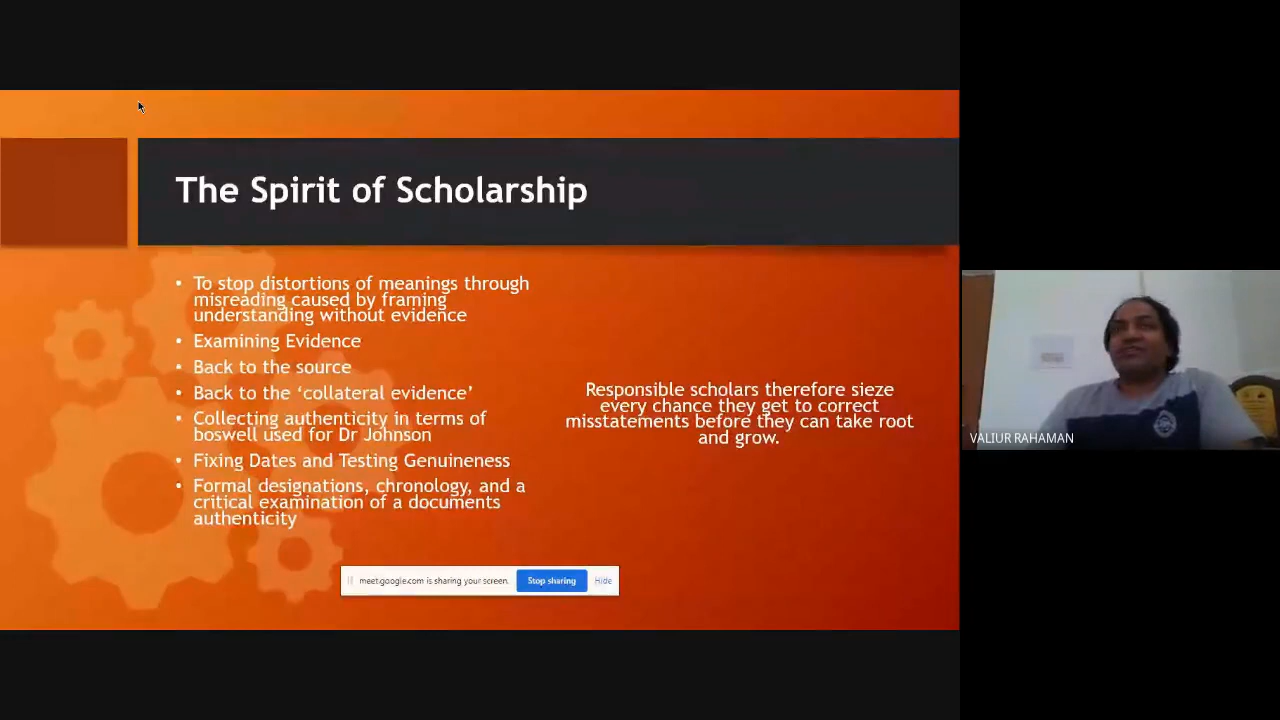 The Spirit of Scholarship
• To stop distortions of meanings through
misreading caused by framing
understanding without evidence
• Examining Evidence
• Back to the source
• Back to the ‘collateral evidence’
• Collecting authenticity in terms of
boswell used for Dr Johnson
• Fixing Dates and Testing Genuineness
• Formal designations, chronology, and a
critical examination of a documents
authenticity
Responsible scholars therefore sieze
every chance they get to correct
misstatements before they can take root
and grow.
meet.google.com is sharing your screen.
Stop sharing
Hide
VALIUR RAHAMAN